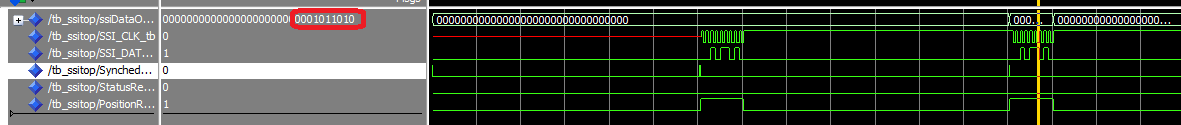 /tb_ssitop/ssiDataO... 00000000000000000000000001011010 00000000000000000000000000000000 000... 000000000000000000...
/tb_ssitop/SSI_CLK_tb 0
/tb_ssitop/SSI_DAT... 1
/tb_ssitop/Synched... 0
/tb_ssitop/StatusRe... 0
/tb_ssitop/PositionR... 1